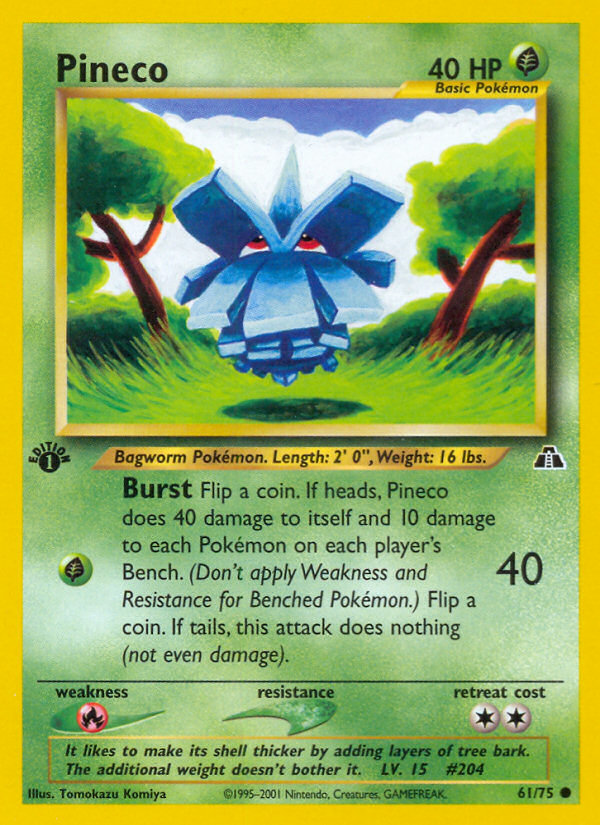 Pineco
40 HP
Basic Pokémon
EDITION
1
Bagworm Pokémon. Length: 2' 0", Weight: 16 lbs.
Burst Flip a coin. If heads, Pineco
does 40 damage to itself and 10 damage
to each Pokémon on each player's
Bench. (Don't apply Weakness and
Resistance for Benched Pokémon.) Flip a
coin. If tails, this attack does nothing
(not even damage).
40
weakness
resistance
retreat cost
It likes to make its shell thicker by adding layers of tree bark.
The additional weight doesn't bother it. LV. 15 #204
Illus. Tomokazu Komiya
©1995–2001 Nintendo, Creatures, GAMEFREAK.
61/75